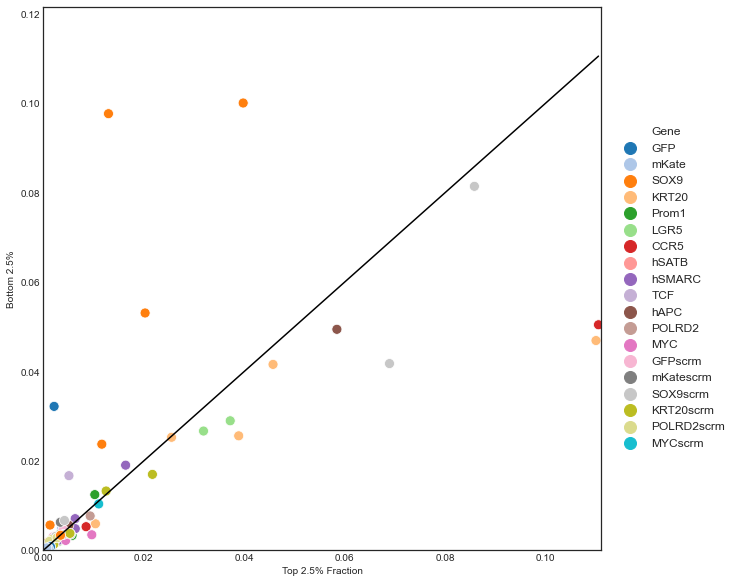 0.12
0.10
0.08
0.06
0.04
0.02
0.00
Bottom 2.5%
0.00 0.02 0.04 0.06 0.08 0.10
Top 2.5% Fraction
Gene
GFP
mKate
SOX9
KRT20
Prom1
LGR5
CCR5
hSATB
hSMARC
TCF
hAPC
POLRD2
MYC
GFPscrm
mKatescrm
SOX9scrm
KRT20scrm
POLRD2scrm
MYCscrm